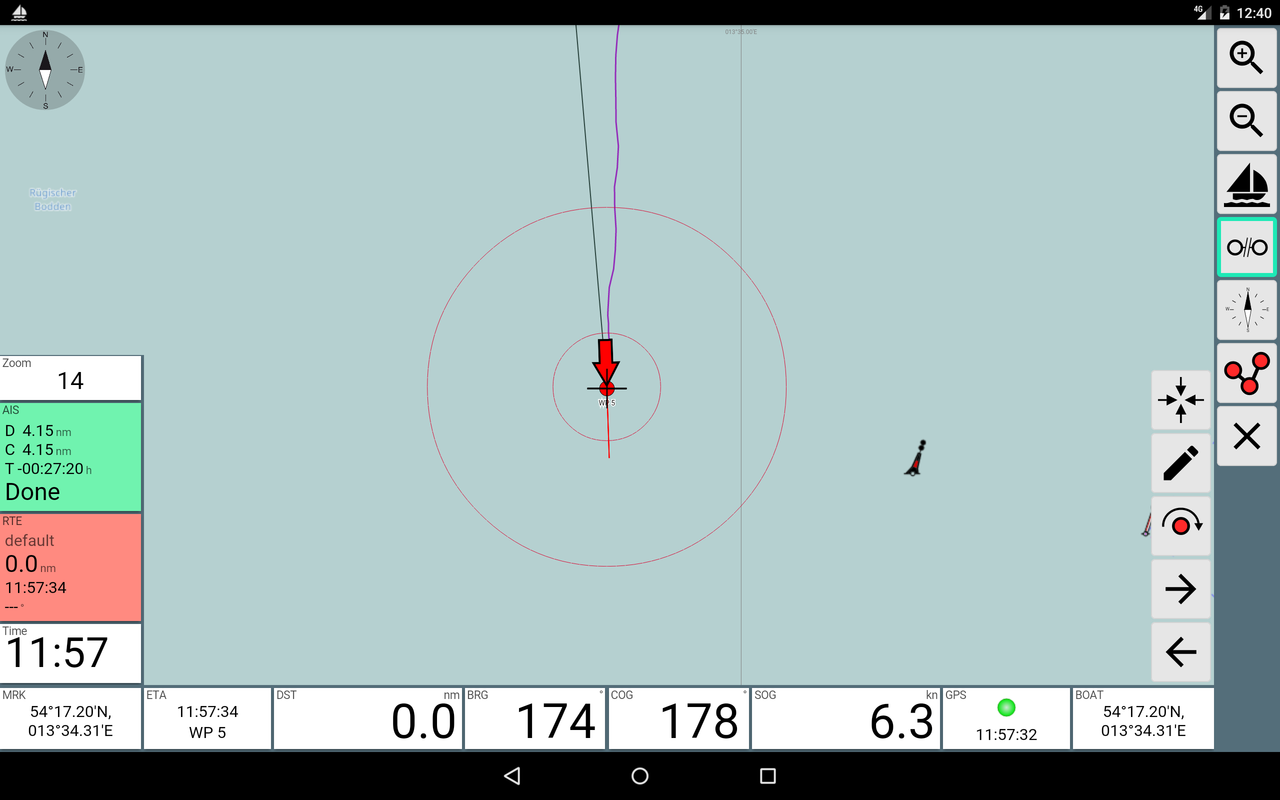 4G 12:40
013°35.00'E
N
W E
S
Rügischer
Bodden
N
W E
S
WP 5
Zoom
14
AIS
D 4.15 nm
C 4.15 nm
T -00:27:20 h
Done
RTE
default
0.0 nm
11:57:34
--- °
Time
11:57
MRK
54°17.20'N,
013°34.31'E
ETA
11:57:34
WP 5
DST nm
0.0
BRG °
174
COG °
178
SOG kn
6.3
GPS
11:57:32
BOAT
54°17.20'N,
013°34.31'E